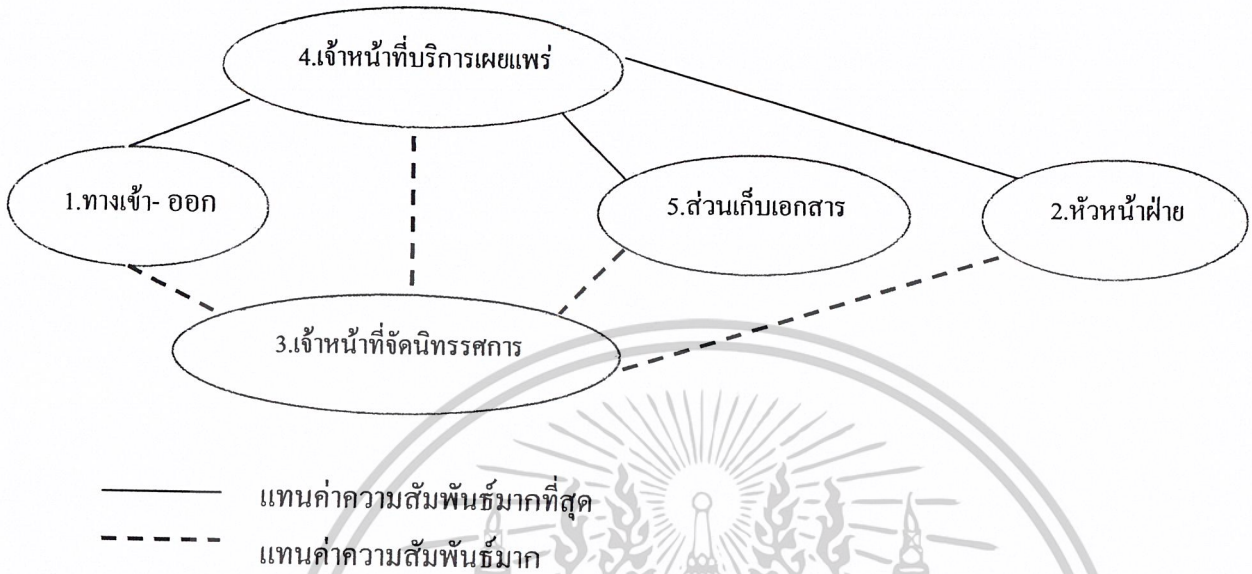 4.เจ้าหน้าที่บริการเผยแพร่
1.ทางเข้า- ออก
5.ส่วนเก็บเอกสาร
2.หัวหน้าฝ่าย
3.เจ้าหน้าที่จัดนิทรรศการ
แทนค่าความสัมพันธ์มากที่สุด
แทนค่าความสัมพันธ์มาก